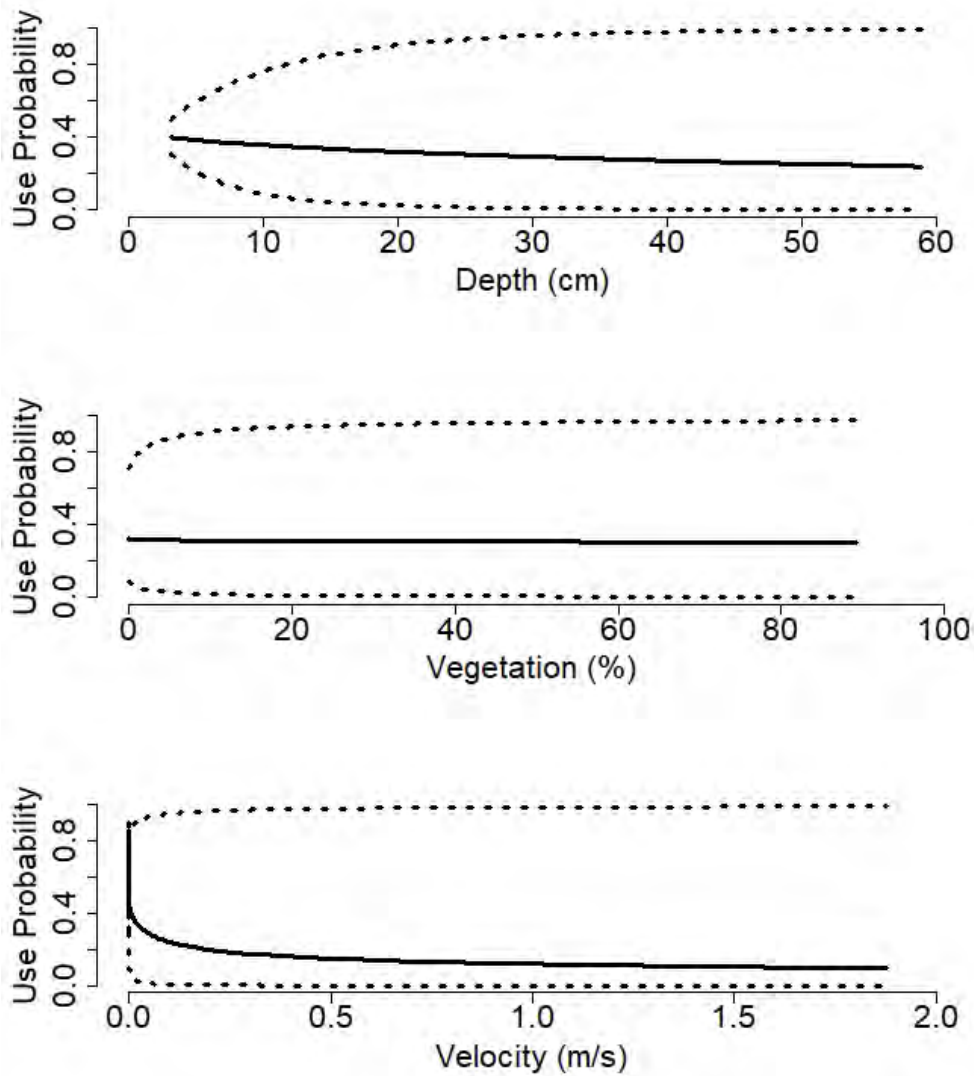 Use Probability
0.0 0.4 0.8
0 10 20 30 40 50 60
Depth (cm)
Use Probability
0.0 0.4 0.8
0 20 40 60 80 100
Vegetation (%)
Use Probability
0.0 0.4 0.8
0.0 0.5 1.0 1.5 2.0
Velocity (m/s)